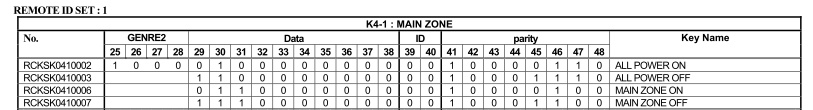 REMOTE ID SET : 1
K4-1 : MAIN ZONE
No. GENRE2 Data ID parity Key Name
25 26 27 28 29 30 31 32 33 34 35 36 37 38 39 40 41 42 43 44 45 46 47 48
RCKSK0410002 1 0 0 0 0 1 0 0 0 0 0 0 0 0 0 0 1 0 0 0 0 1 1 0 ALL POWER ON
RCKSK0410003 1 1 0 0 0 0 0 0 0 0 0 0 1 0 0 0 1 1 1 0 ALL POWER OFF
RCKSK0410006 0 1 1 0 0 0 0 0 0 0 0 0 1 0 0 0 0 1 0 0 MAIN ZONE ON
RCKSK0410007 1 1 1 0 0 0 0 0 0 0 0 0 1 0 0 0 1 1 0 0 MAIN ZONE OFF